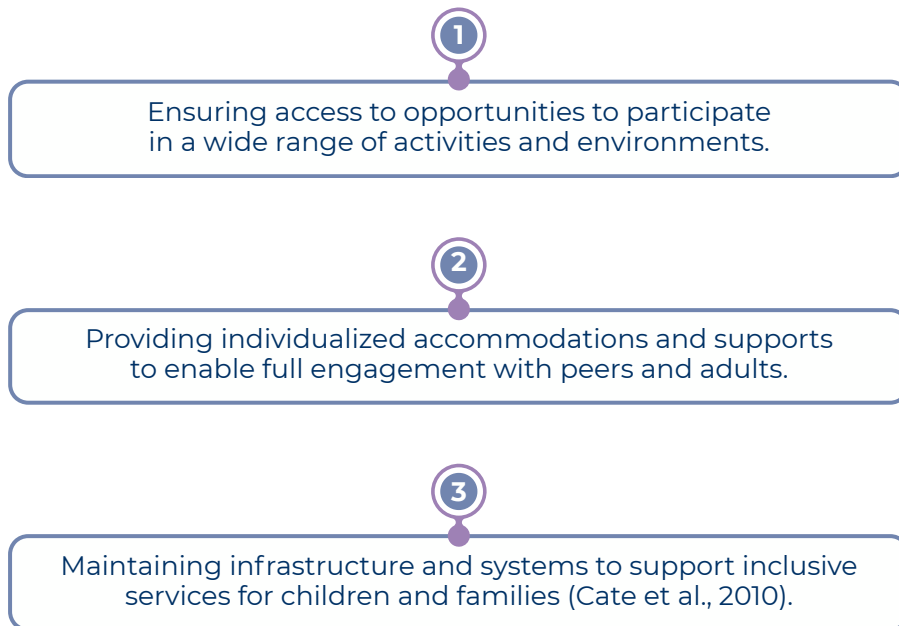 1
Ensuring access to opportunities to participate
in a wide range of activities and environments.
2
Providing individualized accommodations and supports
to enable full engagement with peers and adults.
3
Maintaining infrastructure and systems to support inclusive
services for children and families (Cate et al., 2010).